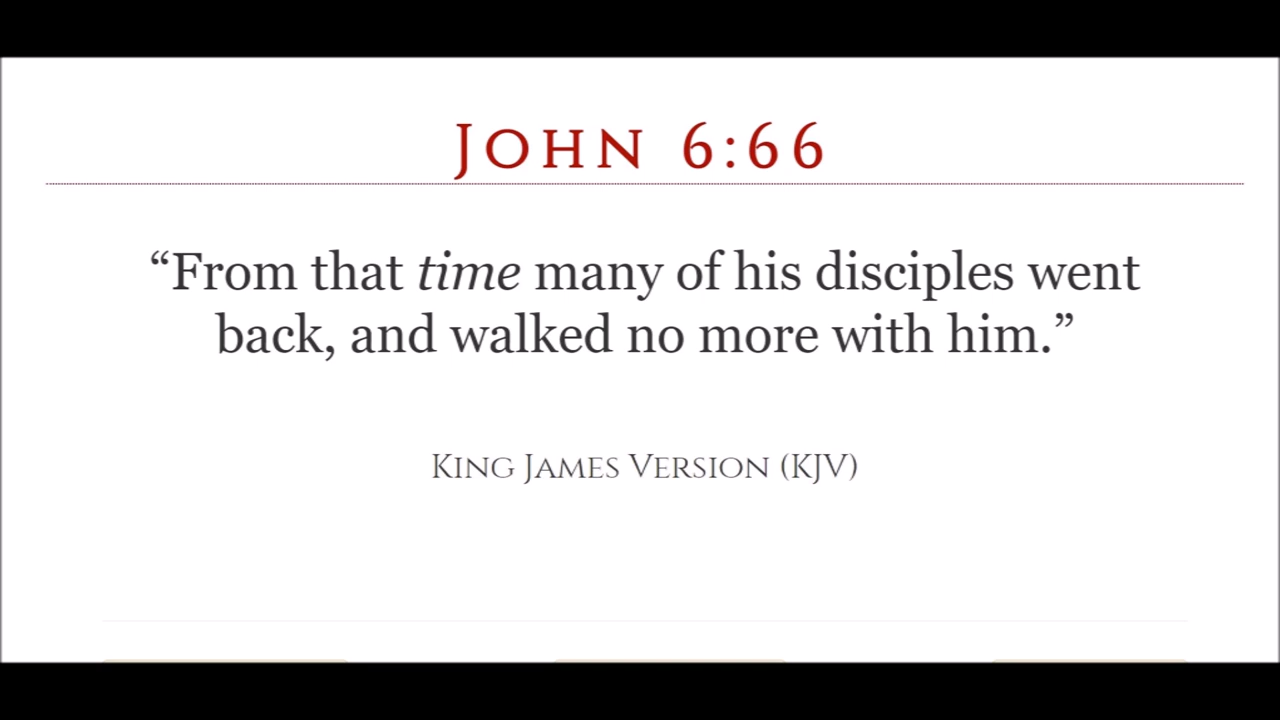 John 6:66
“From that time many of his disciples went
back, and walked no more with him.”
King James Version (KJV)